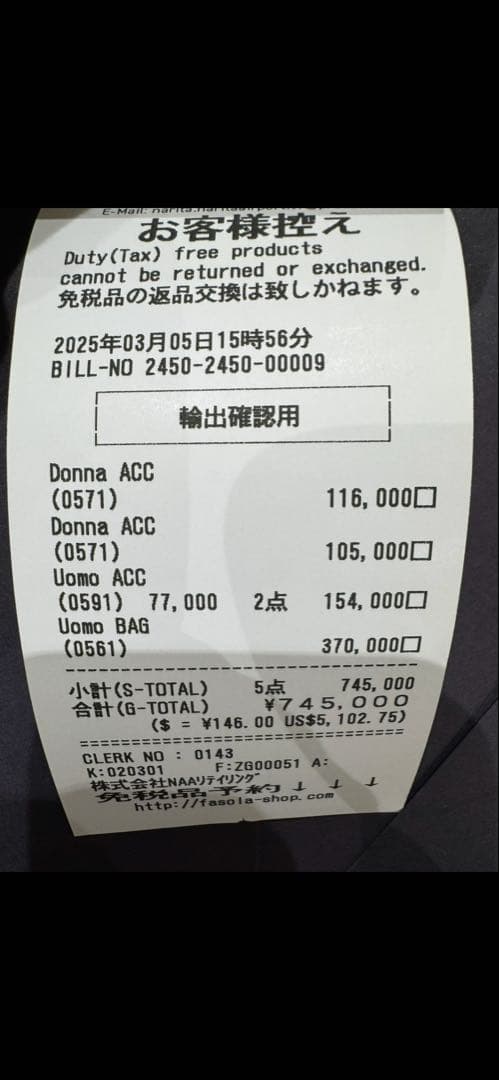 E-Mail:
お客様控え
Duty(Tax) free products
cannot be returned or exchanged.
免税品の返品交換は致しかねます。
2025年03月05日15時56分
BILL-NO 2450-2450-00009
輸出確認用
Donna ACC
(0571) 116,000□
Donna ACC
(0571) 105,000□
Uomo ACC
(0591) 77,000 2点 154,000□
Uomo BAG
(0561) 370,000□
小計(S-TOTAL) 5点 745,000
合計(G-TOTAL) ¥745,000
($ = ¥146.00 US$5,102.75)
CLERK NO : 0143
K:020301 F:ZG00051 A:
株式会社NAAリテイリング
免税品予約↓ ↓ ↓
http://fasola-shop.com